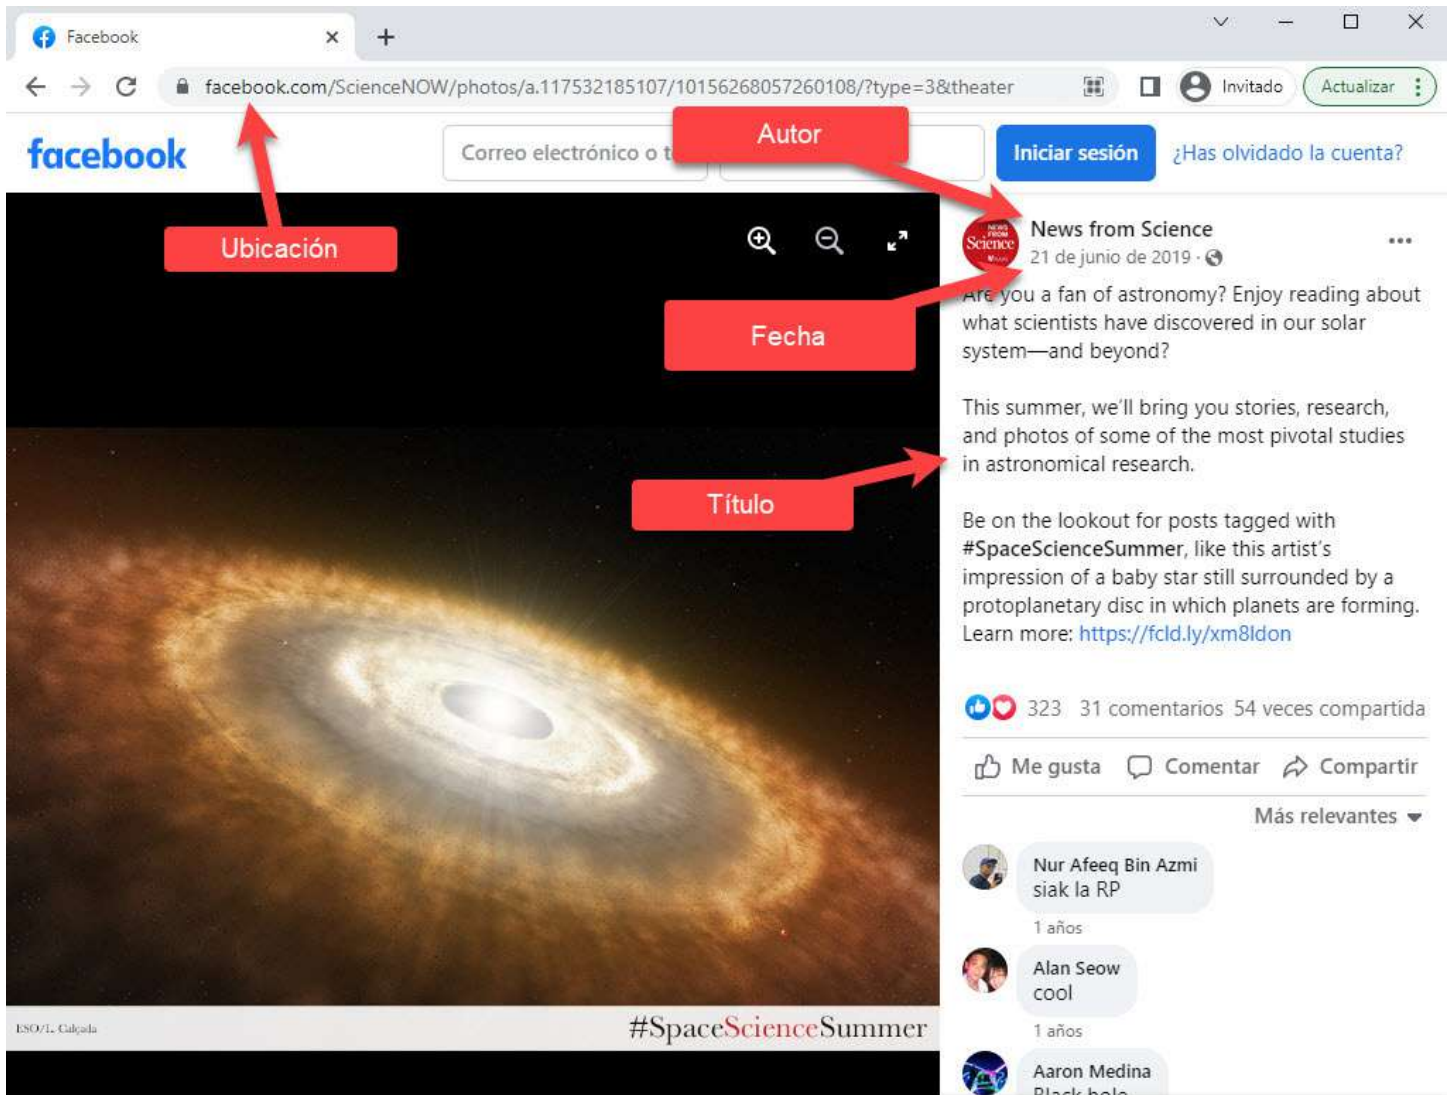 Facebook
facebook.com/ScienceNOW/photos/a.117532185107/10156268057260108/?type=3&theater
Invitado
Actualizar
facebook
Correo electrónico o t
Autor
Iniciar sesión
¿Has olvidado la cuenta?
Ubicación
NEWS
FROM
Science
News from Science
21 de junio de 2019 ·
Fecha
Are you a fan of astronomy? Enjoy reading about
what scientists have discovered in our solar
system—and beyond?
This summer, we'll bring you stories, research,
and photos of some of the most pivotal studies
in astronomical research.
Título
Be on the lookout for posts tagged with
#SpaceScienceSummer, like this artist's
impression of a baby star still surrounded by a
protoplanetary disc in which planets are forming.
Learn more: https://fcld.ly/xm8ldon
323 31 comentarios 54 veces compartida
Me gusta Comentar Compartir
Más relevantes
Nur Afeeq Bin Azmi
siak la RP
1 años
Alan Seow
cool
1 años
ESO/L. Calçada
#SpaceScienceSummer
Aaron Medina
Black hole